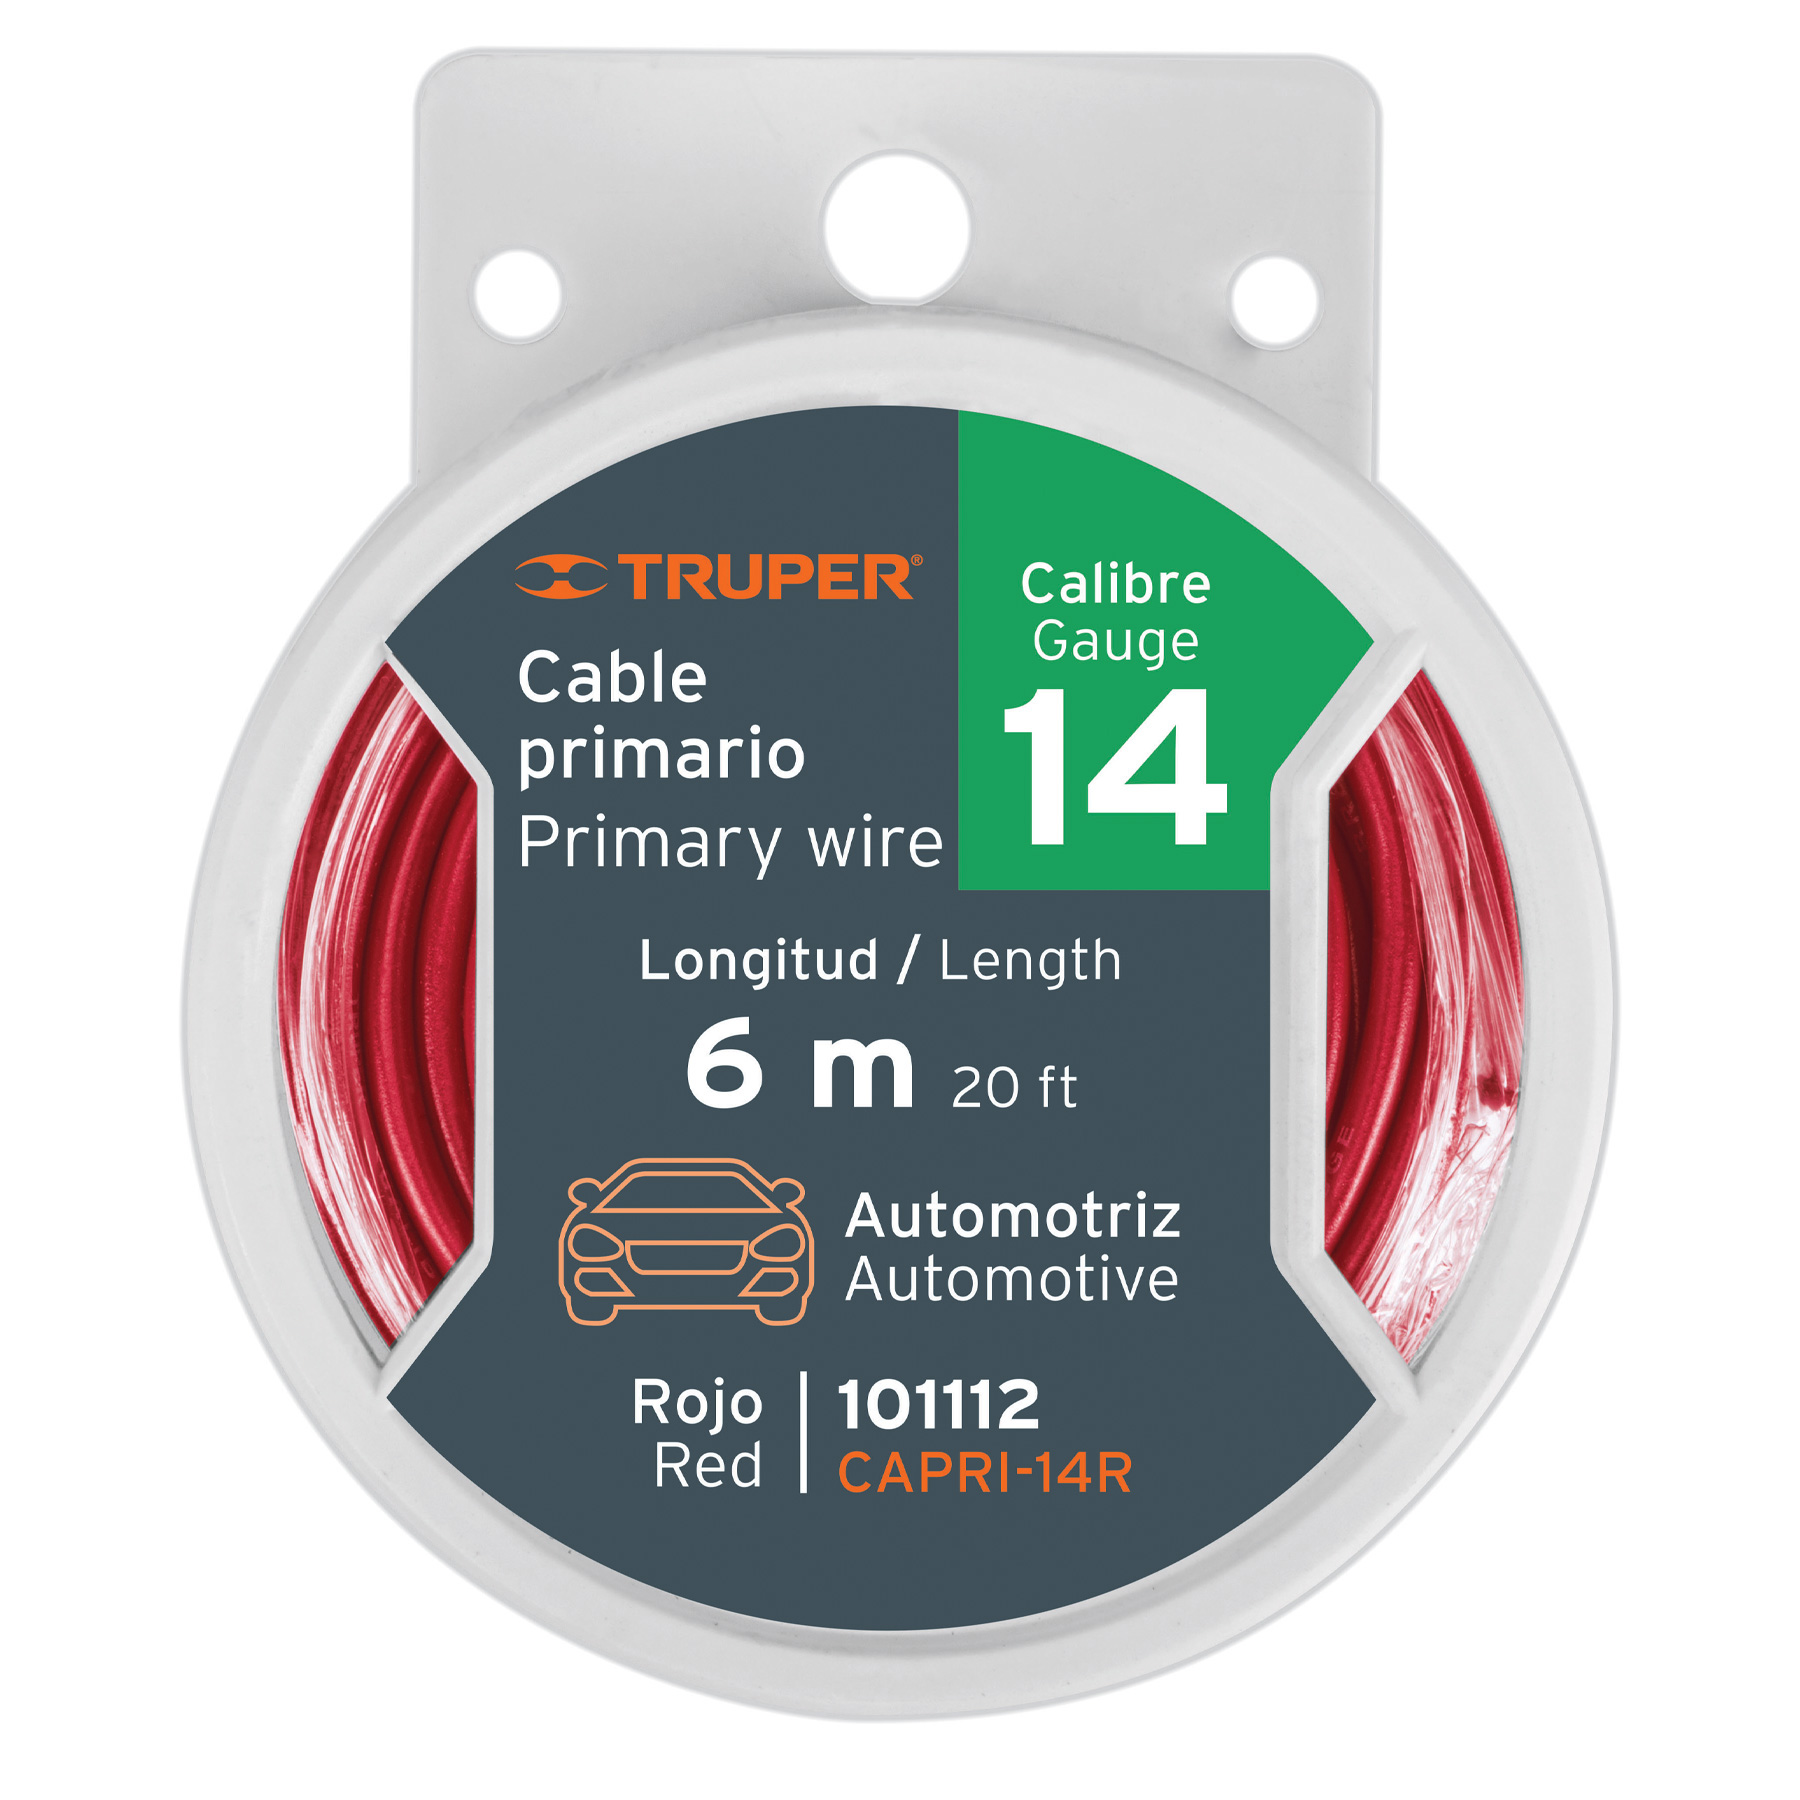 TRUPER®
Cable
primario
Primary wire
Calibre
Gauge
14
Longitud / Length
6 m 20 ft
Automotriz
Automotive
Rojo
Red
101112
CAPRI-14R